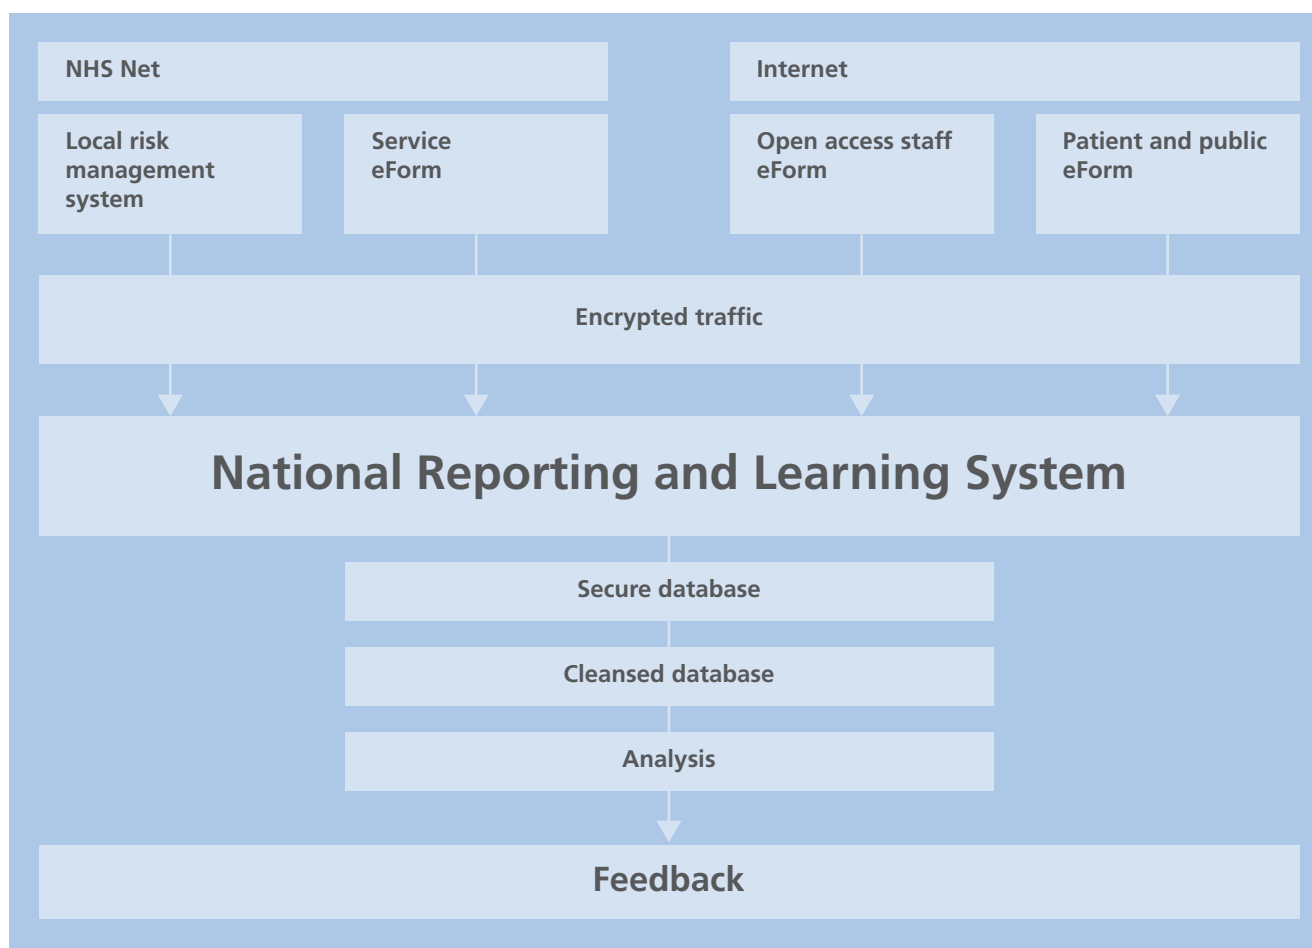 NHS Net
Internet
Local risk
management
system
Service
eForm
Open access staff
eForm
Patient and public
eForm
Encrypted traffic
National Reporting and Learning System
Secure database
Cleansed database
Analysis
Feedback